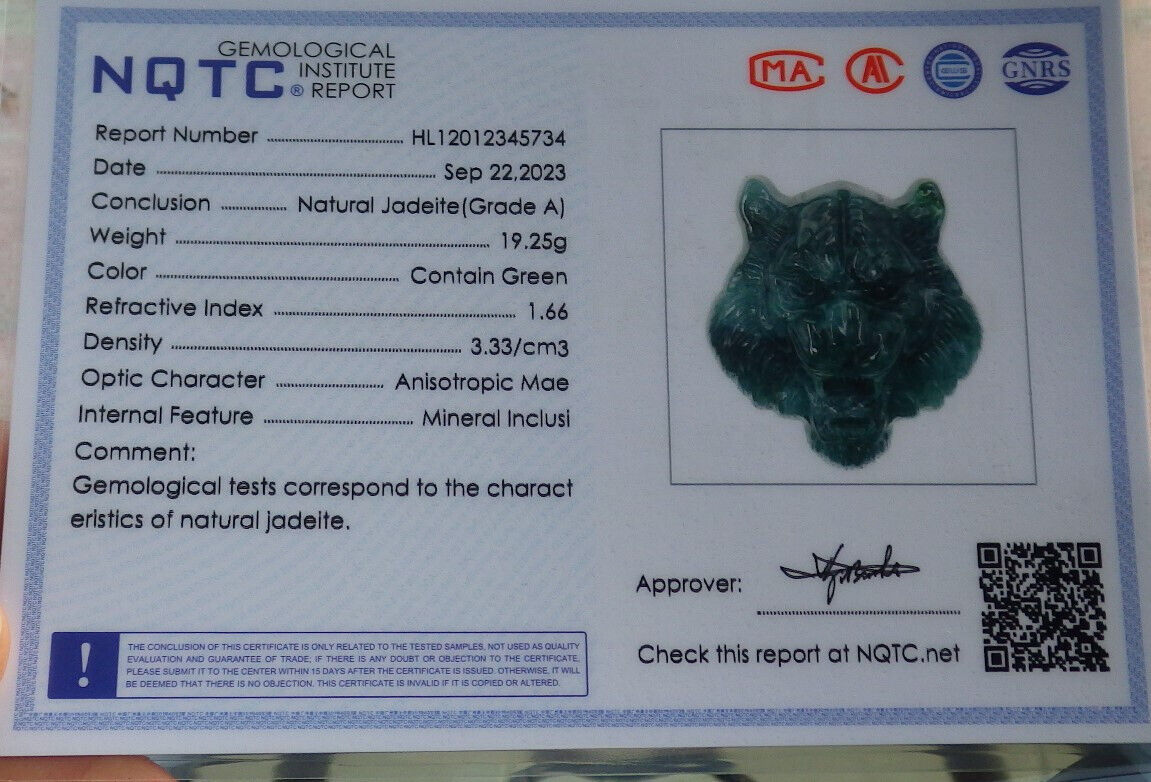 NQTC®
GEMOLOGICAL
INSTITUTE
REPORT
MA
GNRS
Report Number HL12012345734
Date Sep 22,2023
Conclusion Natural Jadeite(Grade A)
Weight 19.25g
Color Contain Green
Refractive Index 1.66
Density 3.33/cm3
Optic Character Anisotropic Mae
Internal Feature Mineral Inclusi
Comment:
Gemological tests correspond to the charact
eristics of natural jadeite.
Approver:
Check this report at NQTC.net
!
THE CONCLUSION OF THIS CERTIFICATE IS ONLY RELATED TO THE TESTED SAMPLES, NOT USED AS QUALITY
EVALUATION AND GUARANTEE OF TRADE, IF THERE IS ANY DOUBT OR OBJECTION TO THE CERTIFICATE,
PLEASE SUBMIT IT TO THE CENTER WITHIN 15 DAYS AFTER THE CERTIFICATE IS ISSUED. OTHERWISE, IT WILL
BE DEEMED THAT THERE IS NO OBJECTION. THIS CERTIFICATE IS INVALID IF IT IS COPIED OR ALTERED.